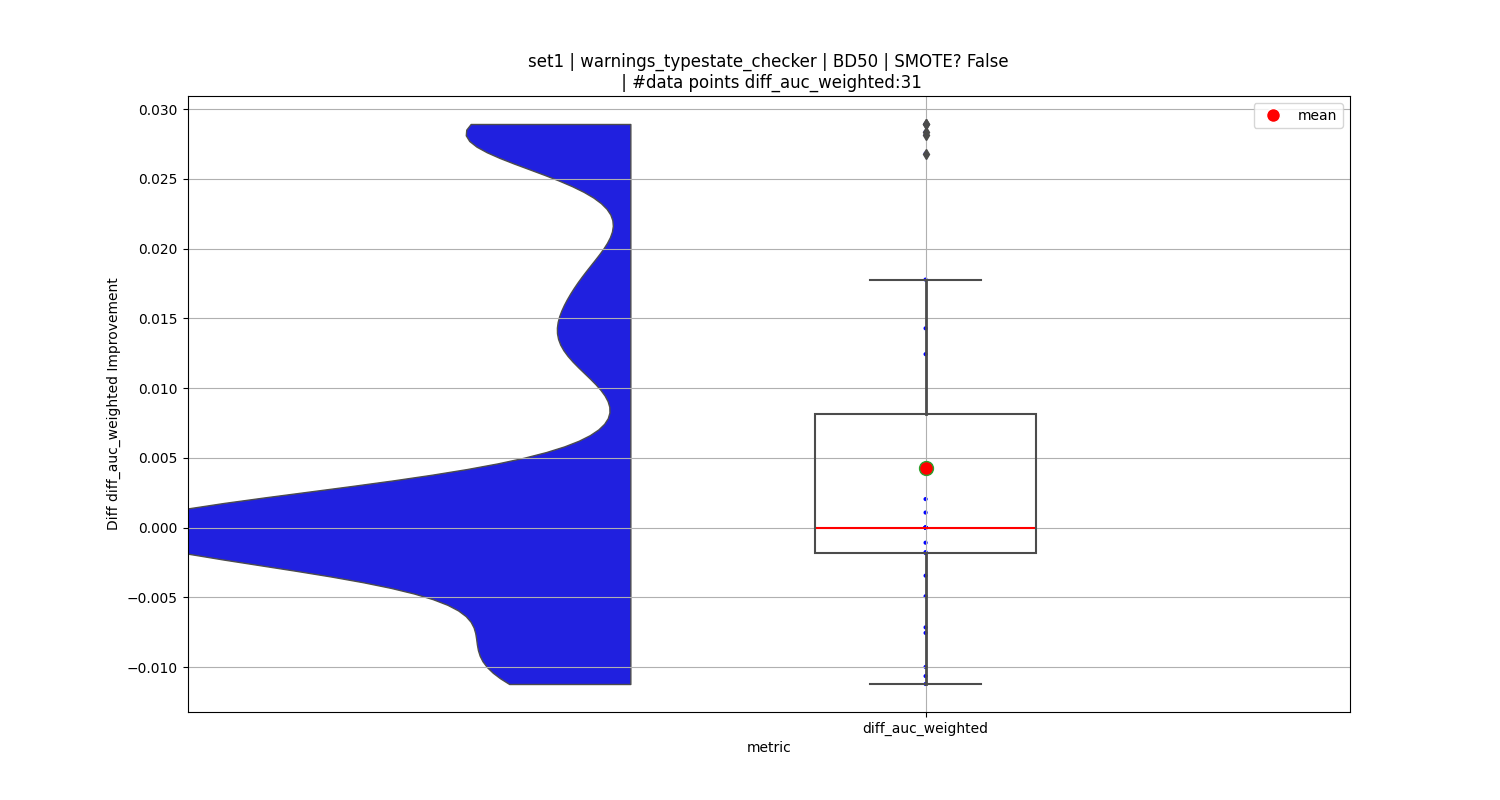 set1 | warnings_typestate_checker | BD50 | SMOTE? False
| #data points diff_auc_weighted:31
mean
0.030
0.025
0.020
0.015
0.010
0.005
0.000
−0.005
−0.010
Diff diff_auc_weighted Improvement
diff_auc_weighted
metric